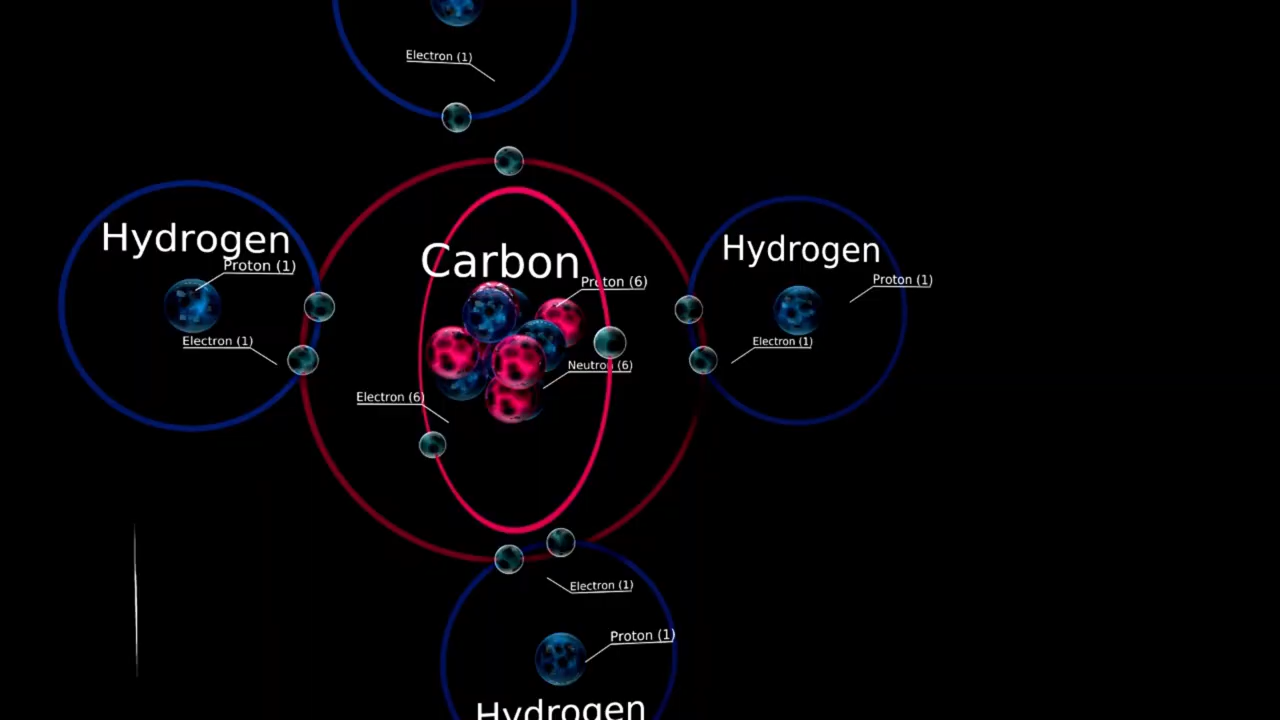 Electron (1)
Hydrogen
Proton (1)
Electron (1)
Carbon
Proton (6)
Neutron (6)
Electron (6)
Hydrogen
Proton (1)
Electron (1)
Electron (1)
Proton (1)
Hydrogen